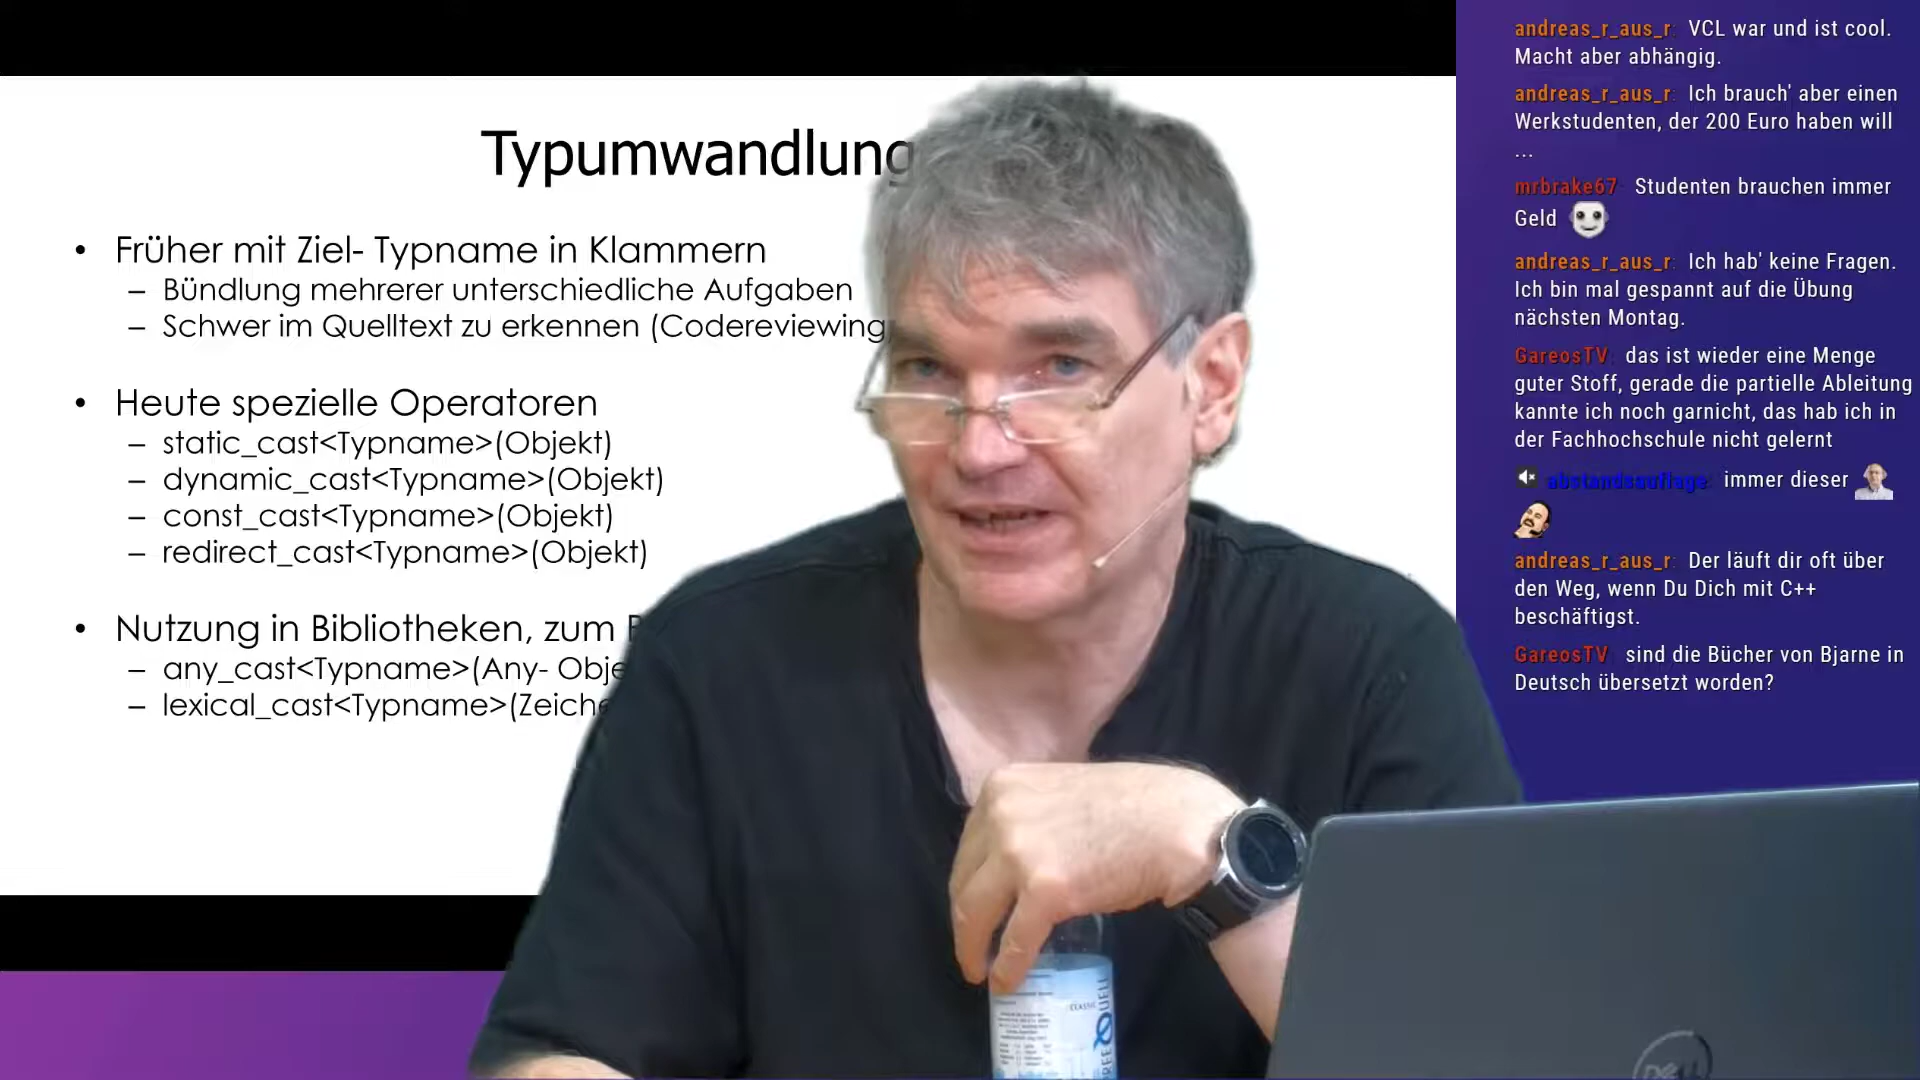 Typumwandlung
• Früher mit Ziel- Typname in Klammern
– Bündlung mehrerer unterschiedliche Aufgaben
– Schwer im Quelltext zu erkennen (Codereviewing
• Heute spezielle Operatoren
– static_cast<Typname>(Objekt)
– dynamic_cast<Typname>(Objekt)
– const_cast<Typname>(Objekt)
– redirect_cast<Typname>(Objekt)
• Nutzung in Bibliotheken, zum
– any_cast<Typname>(Any- Obje
– lexical_cast<Typname>(Zeiche
andreas_r_aus_r: VCL war und ist cool.
Macht aber abhängig.
andreas_r_aus_r: Ich brauch' aber einen
Werkstudenten, der 200 Euro haben will
...
mrbrake67: Studenten brauchen immer
Geld
andreas_r_aus_r: Ich hab' keine Fragen.
Ich bin mal gespannt auf die Übung
nächsten Montag.
GareosTV: das ist wieder eine Menge
guter Stoff, gerade die partielle Ableitung
kannte ich noch garnicht, das hab ich in
der Fachhochschule nicht gelernt
abstandsauflage: immer dieser
andreas_r_aus_r: Der läuft dir oft über
den Weg, wenn Du Dich mit C++
beschäftigst.
GareosTV: sind die Bücher von Bjarne in
Deutsch übersetzt worden?
CLASSIC
QUELL
DELL